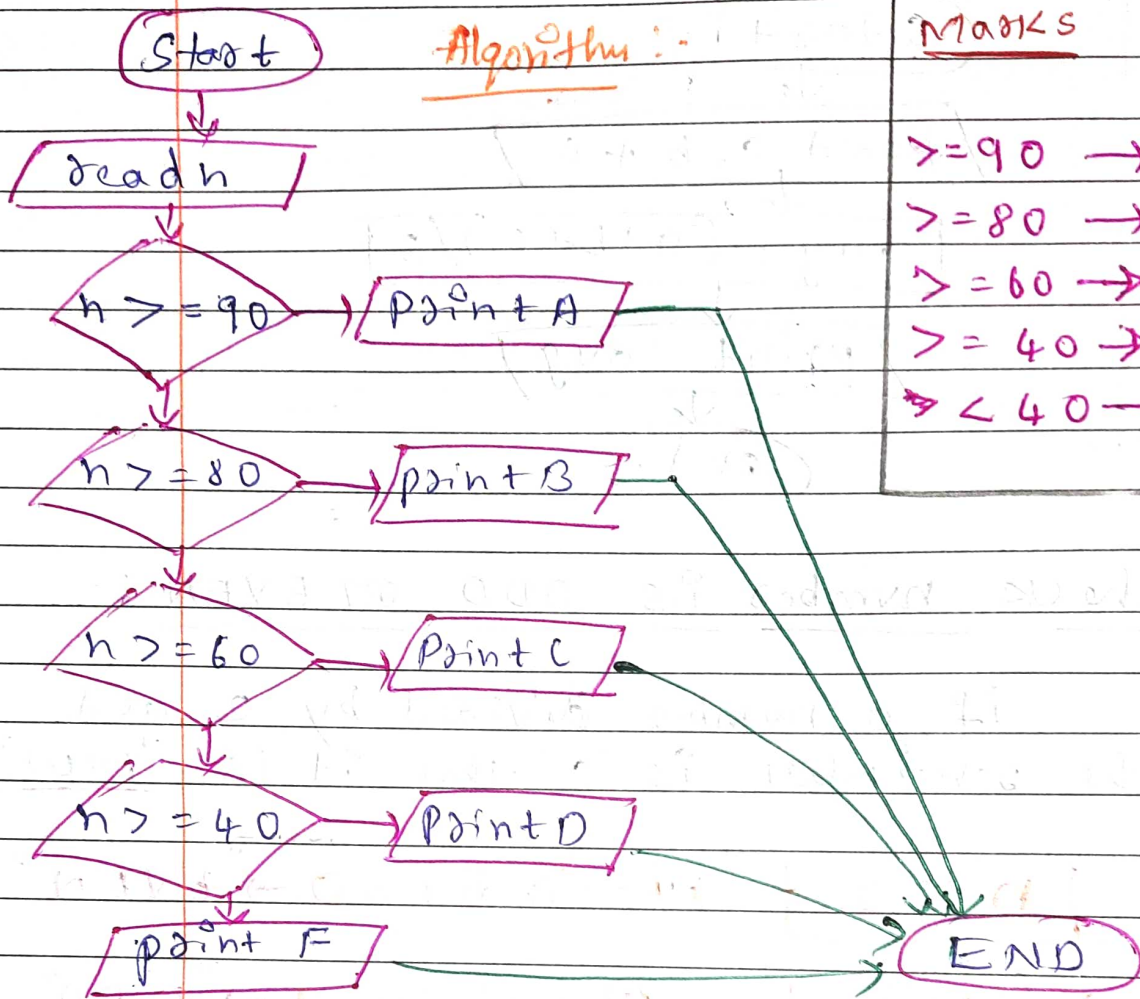 Start
Algorithm :-
read n
n >= 90
Print A
n >= 80
print B
n >= 60
Print C
n >= 40
Print D
print F
END
Marks
>= 90 →
>= 80 →
>= 60 →
>= 40 →
< 40 -